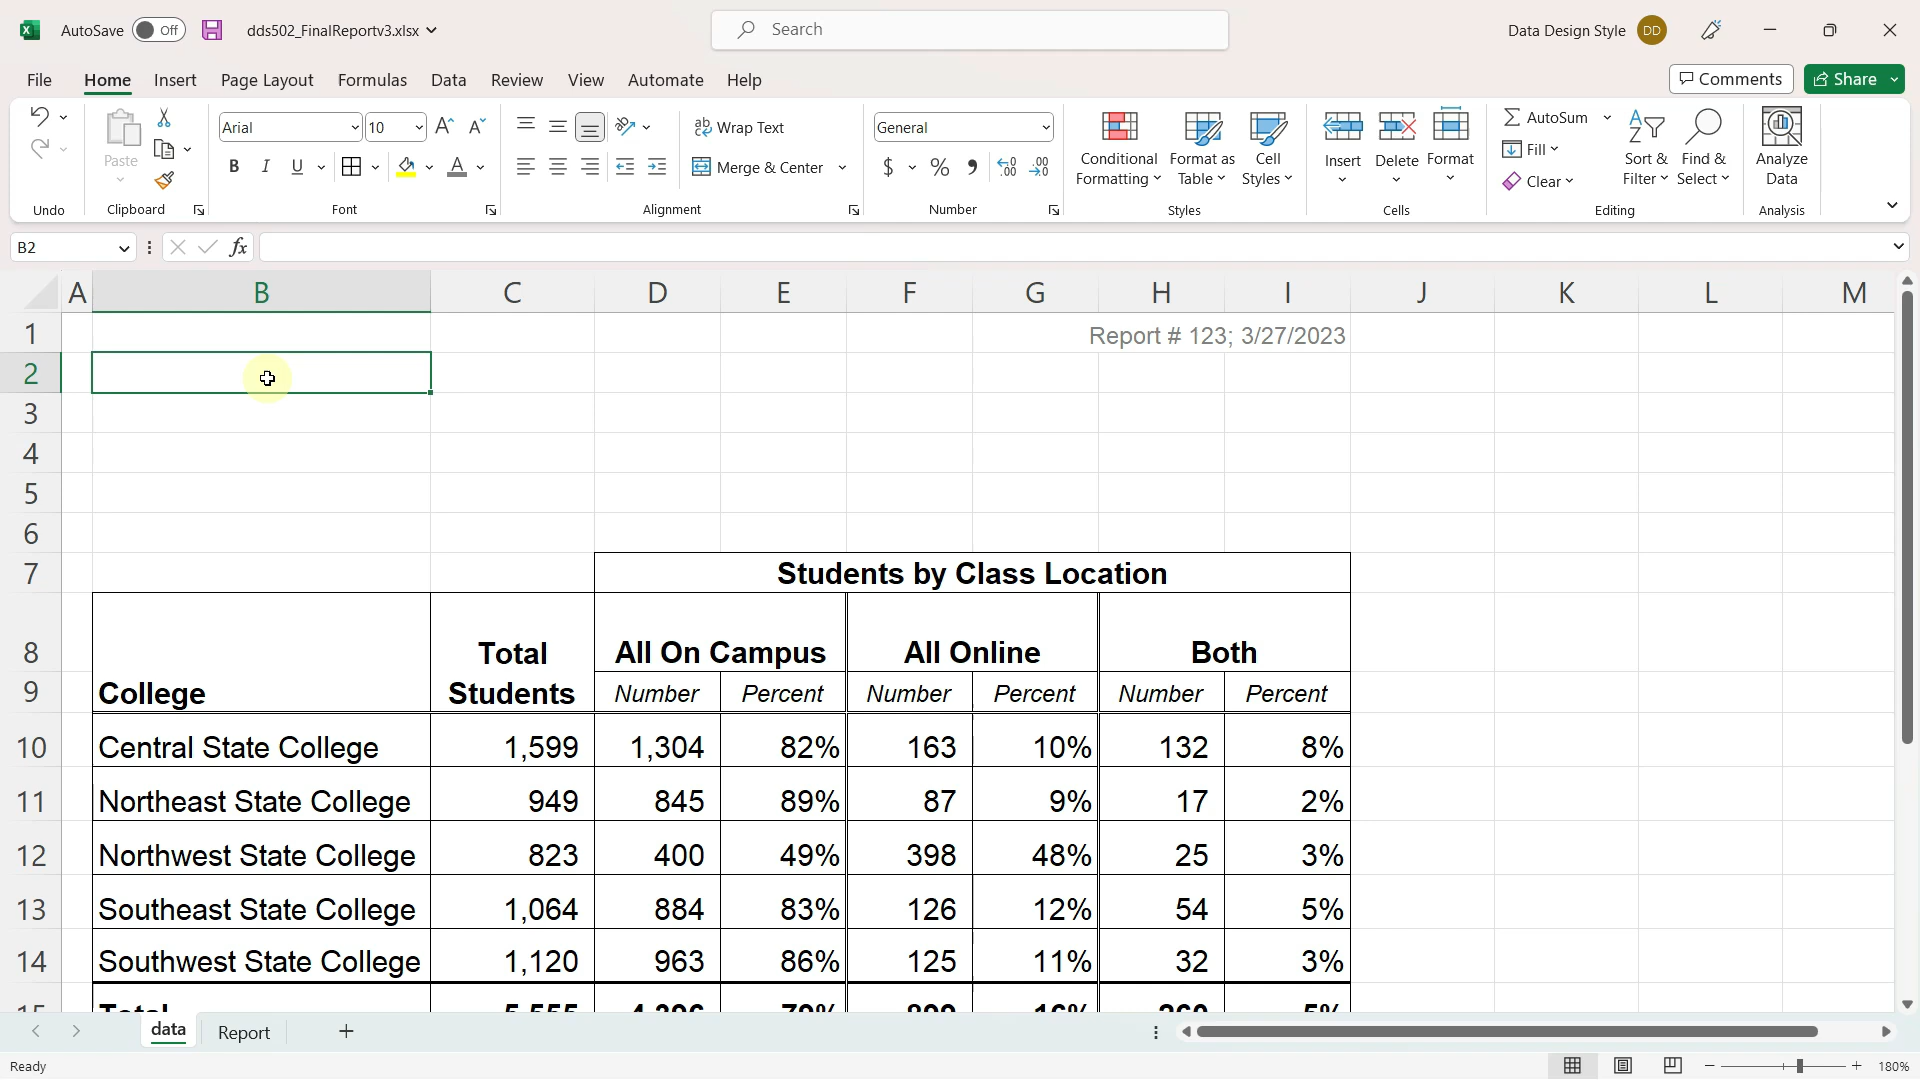 AutoSave Off dds502_FinalReportv3.xlsx Search Data Design Style DD
File Home Insert Page Layout Formulas Data Review View Automate Help Comments Share
Paste Arial 10 Wrap Text General Conditional Formatting Format as Table Cell Styles Insert Delete Format AutoSum Sort & Filter Find & Select Analyze Data
B I U A Merge & Center $ % Fill Clear
Undo Clipboard Font Alignment Number Styles Cells Editing Analysis
B2 fx
A B C D E F G H I J K L M
1 Report # 123; 3/27/2023
2
3
4
5
6
7 Students by Class Location
8 Total All On Campus All Online Both
9 College Students Number Percent Number Percent Number Percent
10 Central State College 1,599 1,304 82% 163 10% 132 8%
11 Northeast State College 949 845 89% 87 9% 17 2%
12 Northwest State College 823 400 49% 398 48% 25 3%
13 Southeast State College 1,064 884 83% 126 12% 54 5%
14 Southwest State College 1,120 963 86% 125 11% 32 3%
15 Total 5,555 4,396 79% 899 16% 260 5%
data Report
Ready 180%